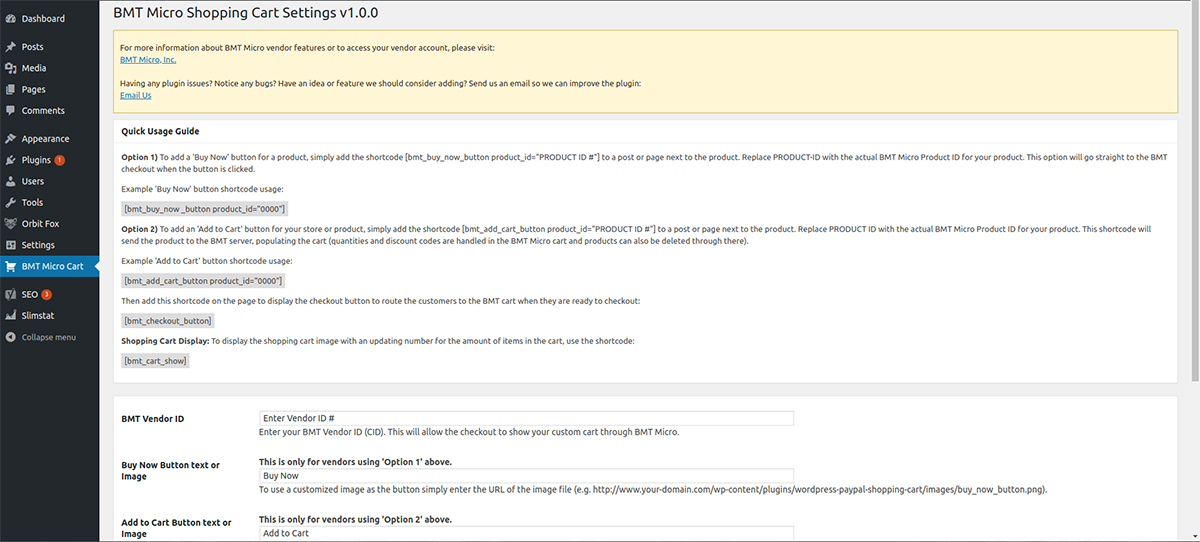 BMT Micro Shopping Cart Settings v1.0.0
Dashboard
Posts
Media
Pages
Comments
Appearance
Plugins 1
Users
Tools
Orbit Fox
Settings
BMT Micro Cart
SEO 3
Slimstat
Collapse menu
For more information about BMT Micro vendor features or to access your vendor account, please visit:
BMT Micro, Inc.
Having any plugin issues? Notice any bugs? Have an idea or feature we should consider adding? Send us an email so we can improve the plugin:
Email Us
Quick Usage Guide
Option 1) To add a 'Buy Now' button for a product, simply add the shortcode [bmt_buy_now_button product_id="PRODUCT ID #"] to a post or page next to the product. Replace PRODUCT-ID with the actual BMT Micro Product ID for your product. This option will go straight to the BMT
checkout when the button is clicked.
Example 'Buy Now' button shortcode usage:
[bmt_buy_now _button product_id="0000"]
Option 2) To add an 'Add to Cart' button for your store or product, simply add the shortcode [bmt_add_cart_button product_id="PRODUCT ID #"] to a post or page next to the product. Replace PRODUCT ID with the actual BMT Micro Product ID for your product. This shortcode will
send the product to the BMT server, populating the cart (quantities and discount codes are handled in the BMT Micro cart and products can also be deleted through there).
Example 'Add to Cart' button shortcode usage:
[bmt_add_cart_button product_id="0000"]
Then add this shortcode on the page to display the checkout button to route the customers to the BMT cart when they are ready to checkout:
[bmt_checkout_button]
Shopping Cart Display: To display the shopping cart image with an updating number for the amount of items in the cart, use the shortcode:
[bmt_cart_show]
BMT Vendor ID
Enter Vendor ID #
Enter your BMT Vendor ID (CID). This will allow the checkout to show your custom cart through BMT Micro.
Buy Now Button text or
Image
This is only for vendors using 'Option 1' above.
Buy Now
To use a customized image as the button simply enter the URL of the image file (e.g. http://www.your-domain.com/wp-content/plugins/wordpress-paypal-shopping-cart/images/buy_now_button.png).
Add to Cart Button text or
Image
This is only for vendors using 'Option 2' above.
Add to Cart